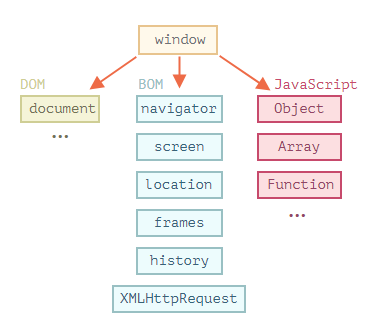 window
DOM BOM JavaScript
document navigator Object
... screen Array
location Function
frames ...
history
XMLHttpRequest